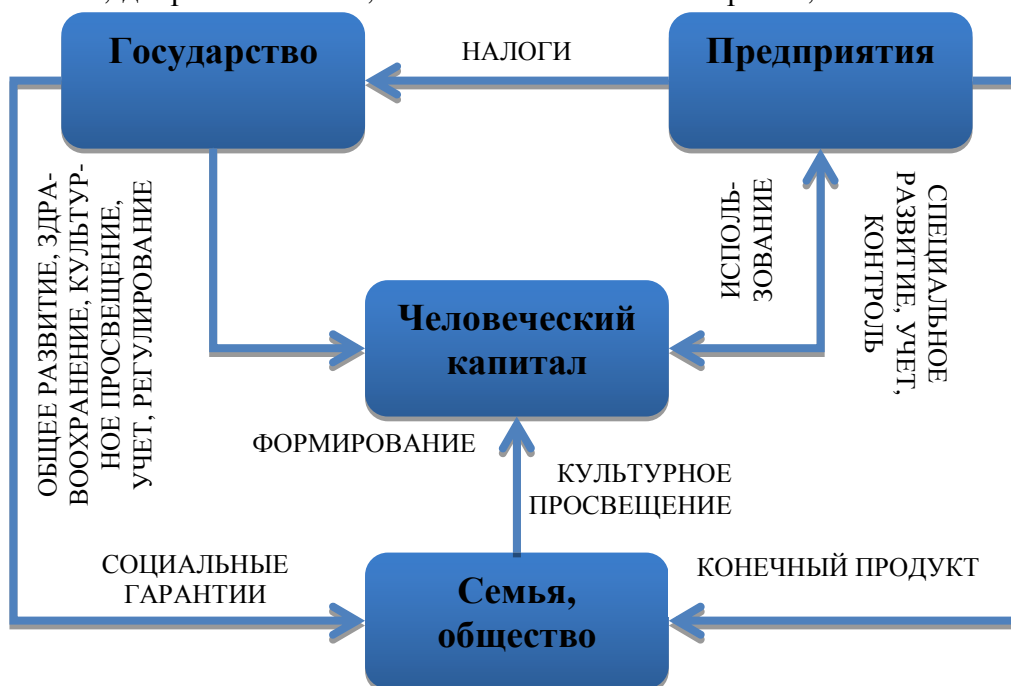 Государство
НАЛОГИ
Предприятия
ОБЩЕЕ РАЗВИТИЕ, ЗДРА-
ВООХРАНЕНИЕ, КУЛЬТУР-
НОЕ ПРОСВЕЩЕНИЕ,
УЧЕТ, РЕГУЛИРОВАНИЕ
ИСПОЛЬ-
ЗОВАНИЕ
СПЕЦИАЛЬНОЕ
РАЗВИТИЕ, УЧЕТ,
КОНТРОЛЬ
Человеческий
капитал
ФОРМИРОВАНИЕ
КУЛЬТУРНОЕ
ПРОСВЕЩЕНИЕ
СОЦИАЛЬНЫЕ
ГАРАНТИИ
КОНЕЧНЫЙ ПРОДУКТ
Семья,
общество